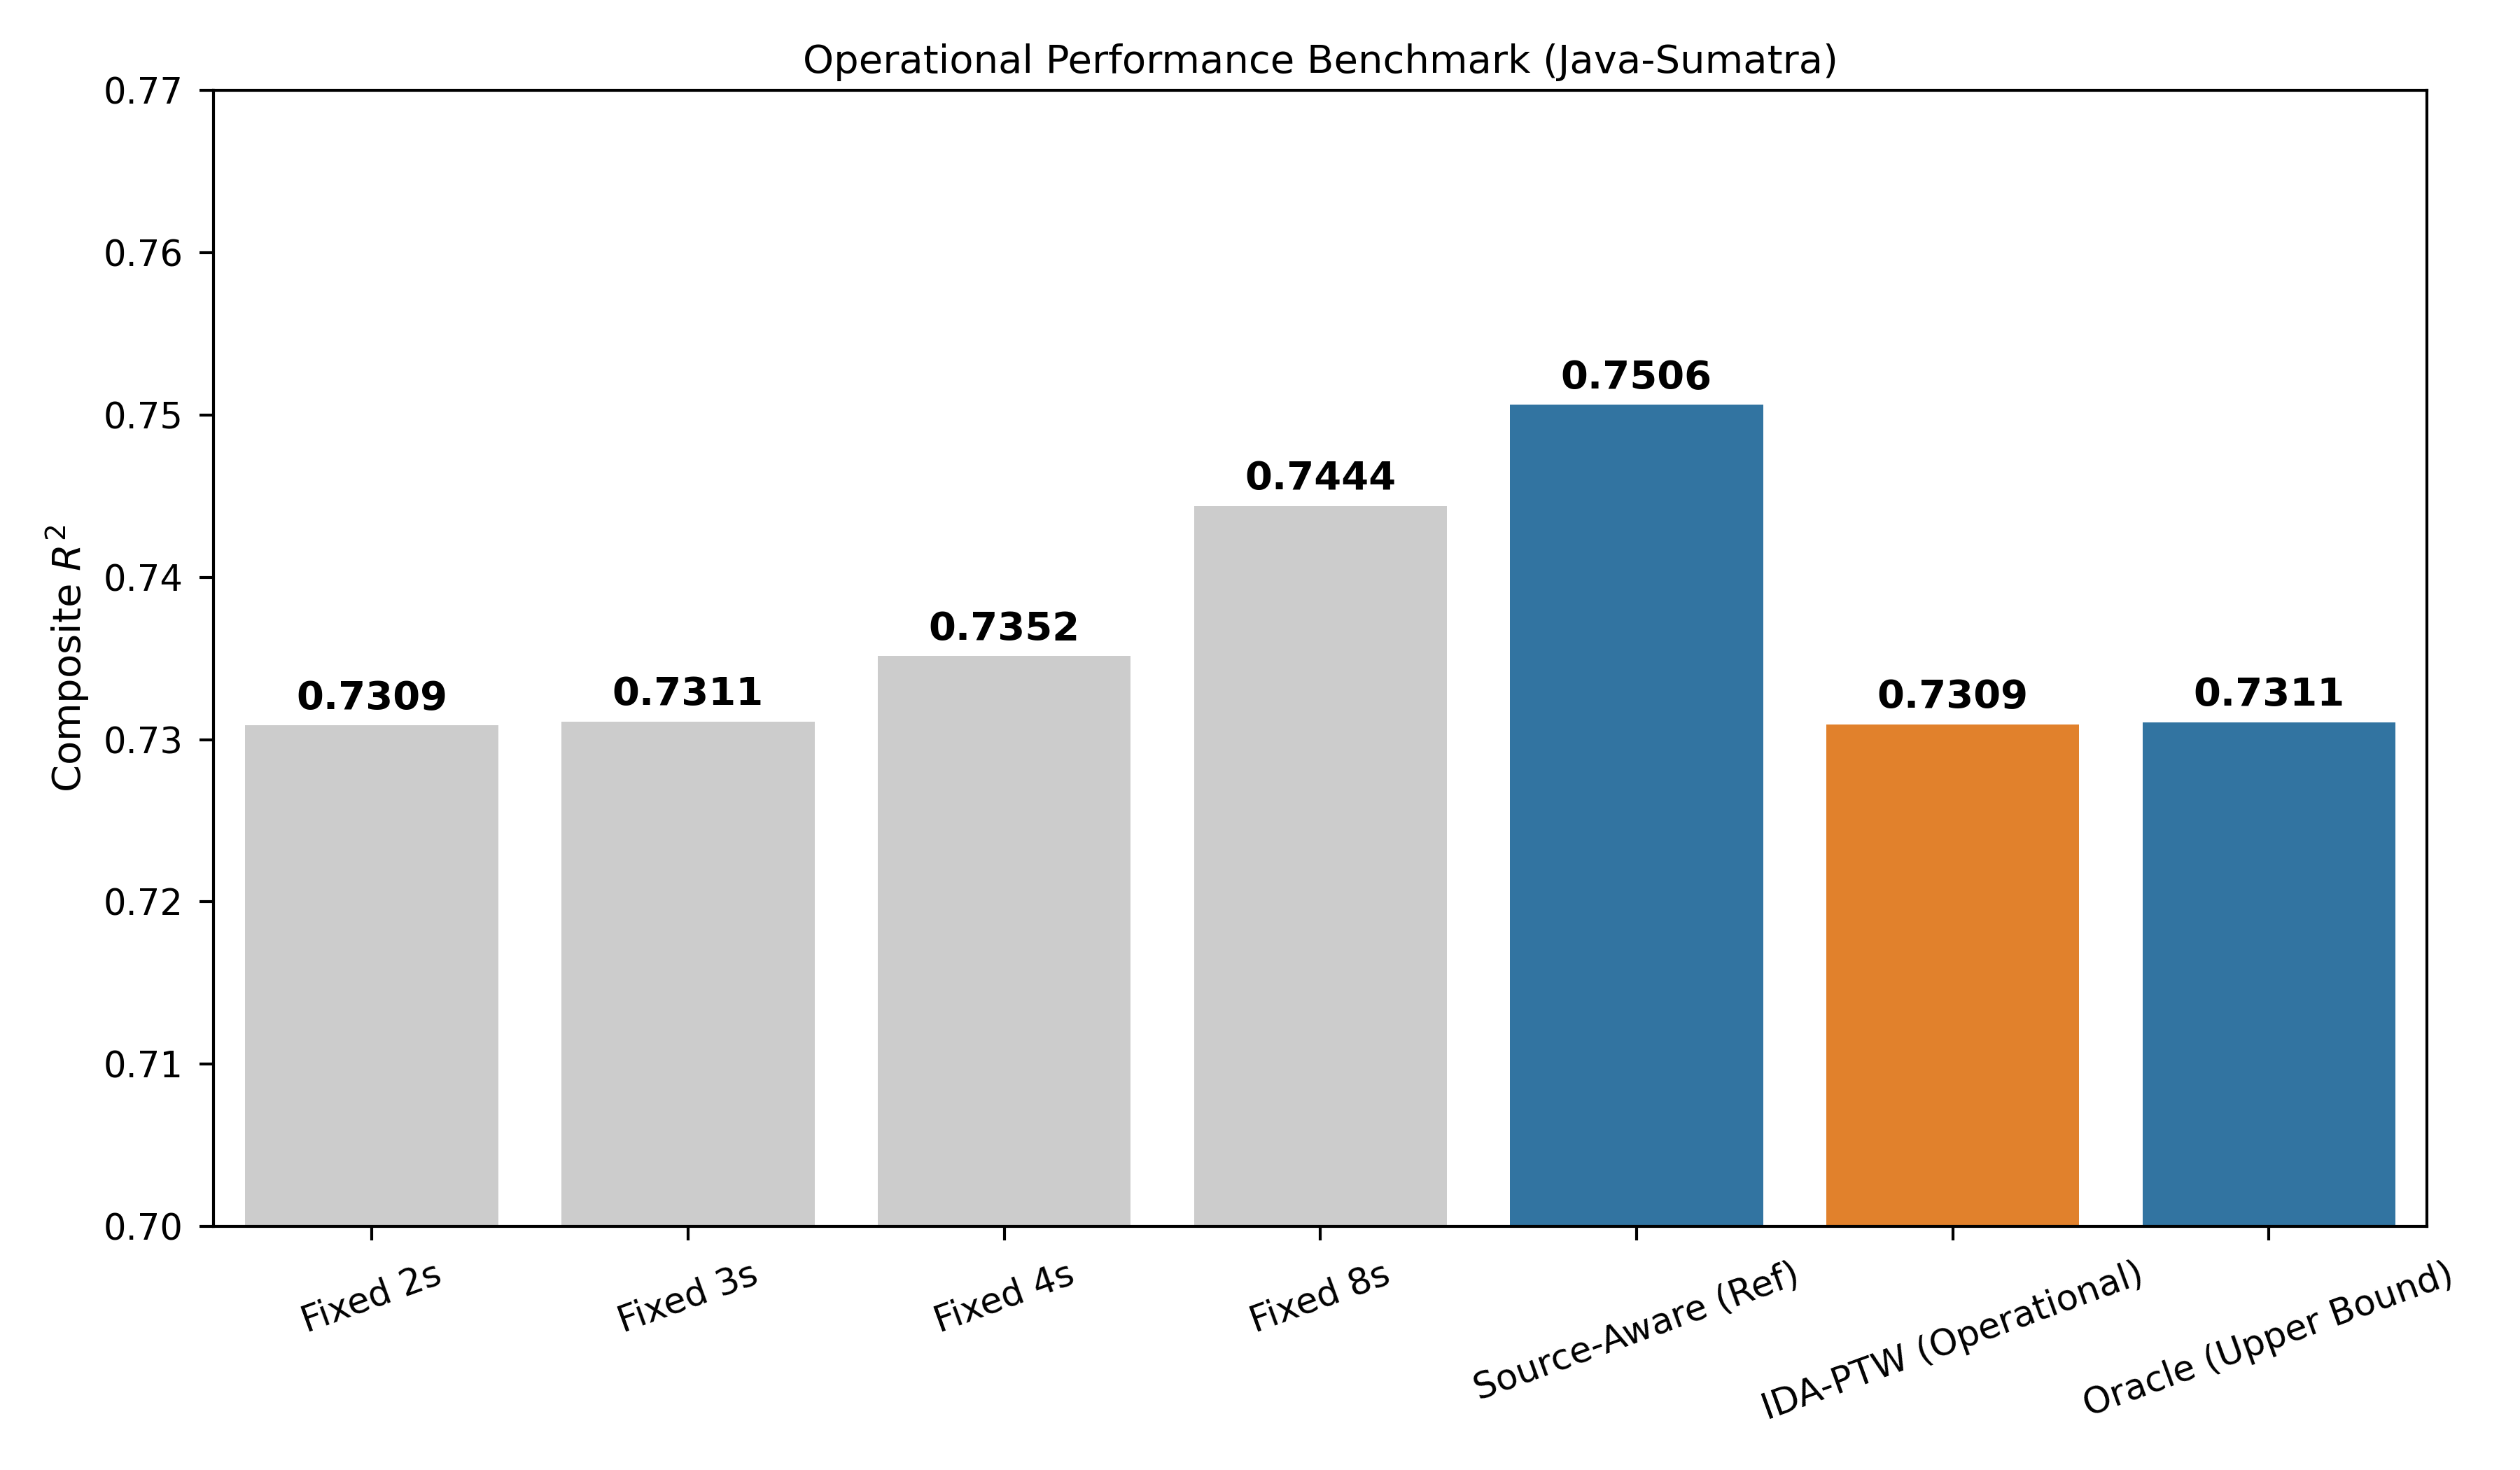 Operational Performance Benchmark (Java-Sumatra)
Composite R²
0.77
0.76
0.75
0.74
0.73
0.72
0.71
0.70
0.7309
0.7311
0.7352
0.7444
0.7506
0.7309
0.7311
Fixed 2s
Fixed 3s
Fixed 4s
Fixed 8s
Source-Aware (Ref)
IDA-PTW (Operational)
Oracle (Upper Bound)